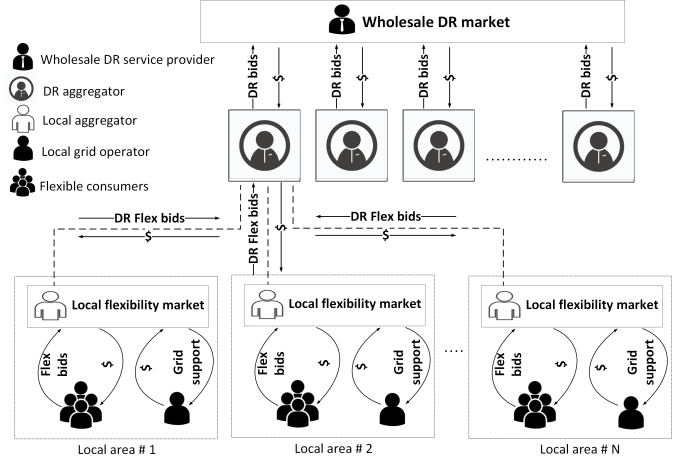 Wholesale DR market
Wholesale DR service provider
DR aggregator
Local aggregator
Local grid operator
Flexible consumers
DR bids
$
DR bids
$
DR bids
$
DR bids
$
............
DR Flex bids
$
DR Flex bids
$
DR Flex bids
$
Local flexibility market
Flex
bids
$
$
Grid
support
Local area # 1
Local flexibility market
Flex
bids
$
$
Grid
support
Local area # 2
....
Local flexibility market
Flex
bids
$
$
Grid
support
Local area # N